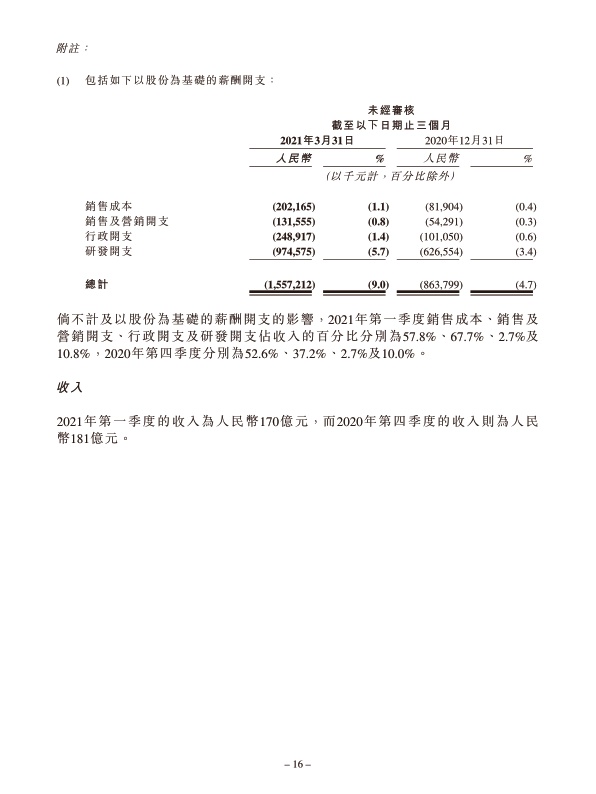 附註：
(1) 包括如下以股份為基礎的薪酬開支：
未經審核
截至以下日期止三個月
2021年3月31日 2020年12月31日
人民幣 % 人民幣 %
(以千元計，百分比除外)
銷售成本 (202,165) (1.1) (81,904) (0.4)
銷售及營銷開支 (131,555) (0.8) (54,291) (0.3)
行政開支 (248,917) (1.4) (101,050) (0.6)
研發開支 (974,575) (5.7) (626,554) (3.4)
總計 (1,557,212) (9.0) (863,799) (4.7)
倘不計及以股份為基礎的薪酬開支的影響，2021年第一季度銷售成本、銷售及
營銷開支、行政開支及研發開支佔收入的百分比分別為57.8%、67.7%、2.7%及
10.8%，2020年第四季度分別為52.6%、37.2%、2.7%及10.0%。
收入
2021年第一季度的收入為人民幣170億元，而2020年第四季度的收入則為人民
幣181億元。
– 16 –